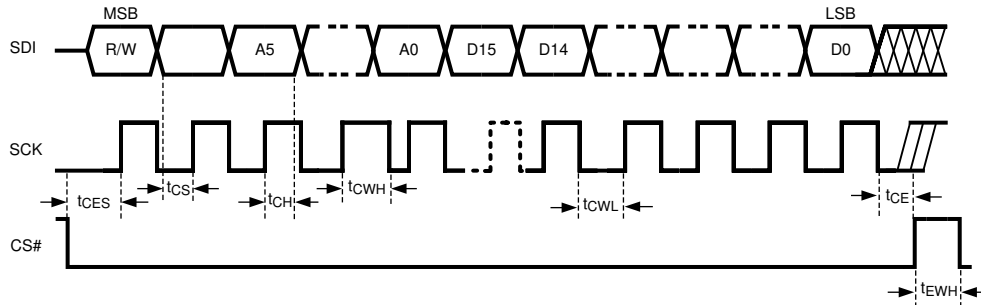 MSB
LSB
SDI
R/W
A5
A0
D15
D14
D0
SCK
tCES
tCS
tCH
tCWH
tCWL
tCE
CS#
tEWH